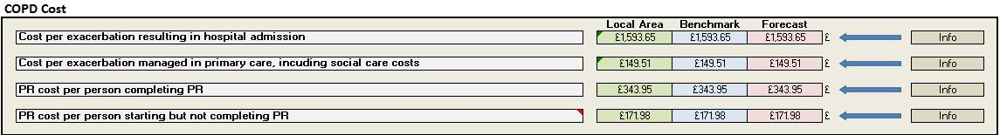 COPD Cost
Local Area Benchmark Forecast
Cost per exacerbation resulting in hospital admission £1,593.65 £1,593.65 £1,593.65 £ Info
Cost per exacerbation managed in primary care, incuding social care costs £149.51 £149.51 £149.51 £ Info
PR cost per person completing PR £343.95 £343.95 £343.95 £ Info
PR cost per person starting but not completing PR £171.98 £171.98 £171.98 £ Info